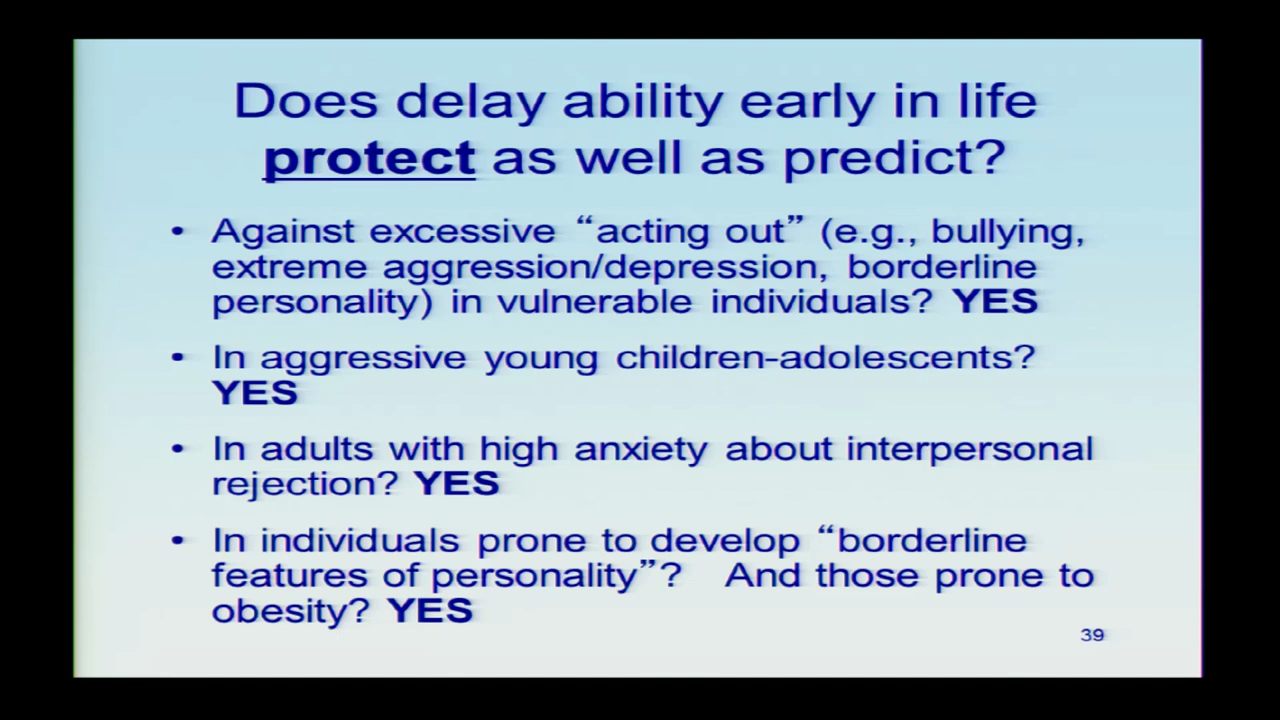 Does delay ability early in life
protect as well as predict?
• Against excessive “acting out” (e.g., bullying,
extreme aggression/depression, borderline
personality) in vulnerable individuals? YES
• In aggressive young children-adolescents?
YES
• In adults with high anxiety about interpersonal
rejection? YES
• In individuals prone to develop “borderline
features of personality”? And those prone to
obesity? YES
39